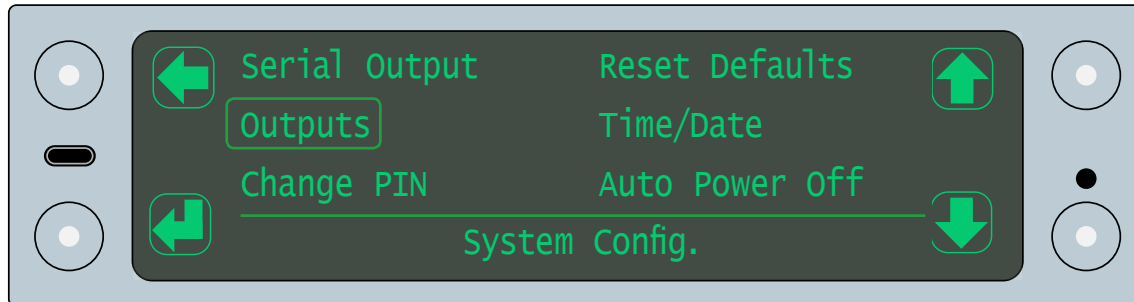 Serial Output
Reset Defaults
Outputs
Time/Date
Change PIN
Auto Power Off
System Config.